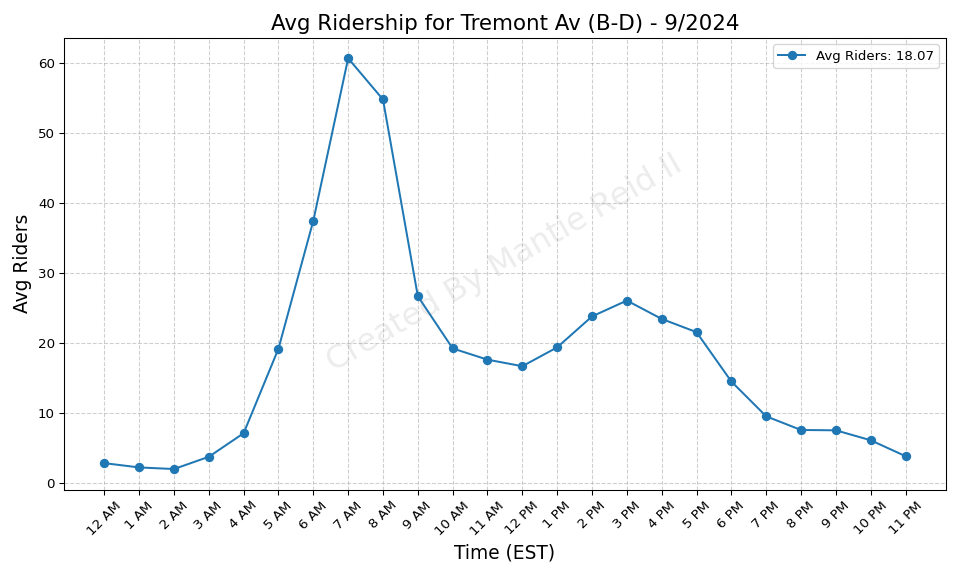 Avg Ridership for Tremont Av (B-D) - 9/2024
Avg Riders: 18.07
60
50
40
30
20
10
0
Avg Riders
Created By Mantle Reid II
12 AM
1 AM
2 AM
3 AM
4 AM
5 AM
6 AM
7 AM
8 AM
9 AM
10 AM
11 AM
12 PM
1 PM
2 PM
3 PM
4 PM
5 PM
6 PM
7 PM
8 PM
9 PM
10 PM
11 PM
Time (EST)